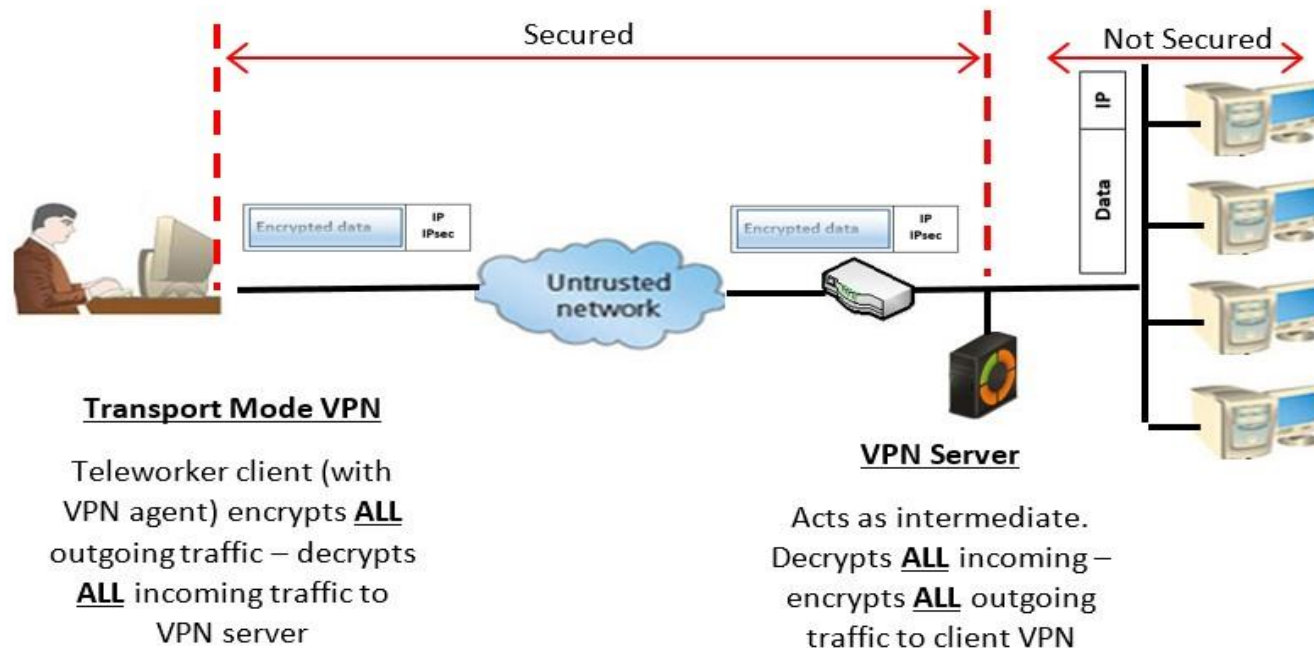 Secured
Not Secured
IP
Data
Encrypted data
IP
IPsec
Encrypted data
IP
IPsec
Untrusted
network
Transport Mode VPN
Teleworker client (with
VPN agent) encrypts ALL
outgoing traffic – decrypts
ALL incoming traffic to
VPN server
VPN Server
Acts as intermediate.
Decrypts ALL incoming –
encrypts ALL outgoing
traffic to client VPN